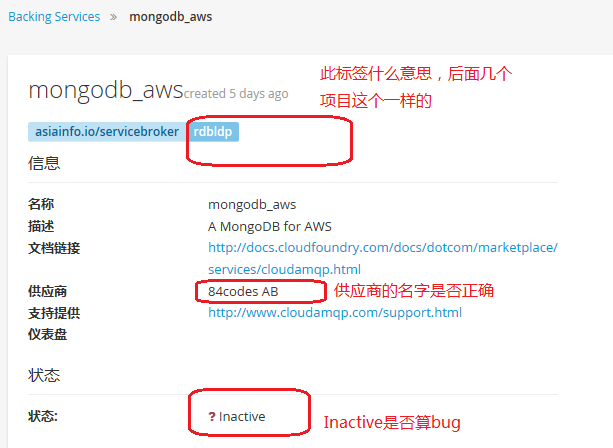 Backing Services » mongodb_aws
mongodb_aws created 5 days ago
此标签什么意思，后面几个
项目这个一样的
asiainfo.io/servicebroker rdbldp
信息
名称 mongodb_aws
描述 A MongoDB for AWS
文档链接 http://docs.cloudfoundry.com/docs/dotcom/marketplace/
services/cloudamqp.html
供应商 84codes AB 供应商的名字是否正确
支持提供 http://www.cloudamqp.com/support.html
仪表盘
状态
状态: ? Inactive Inactive是否算bug